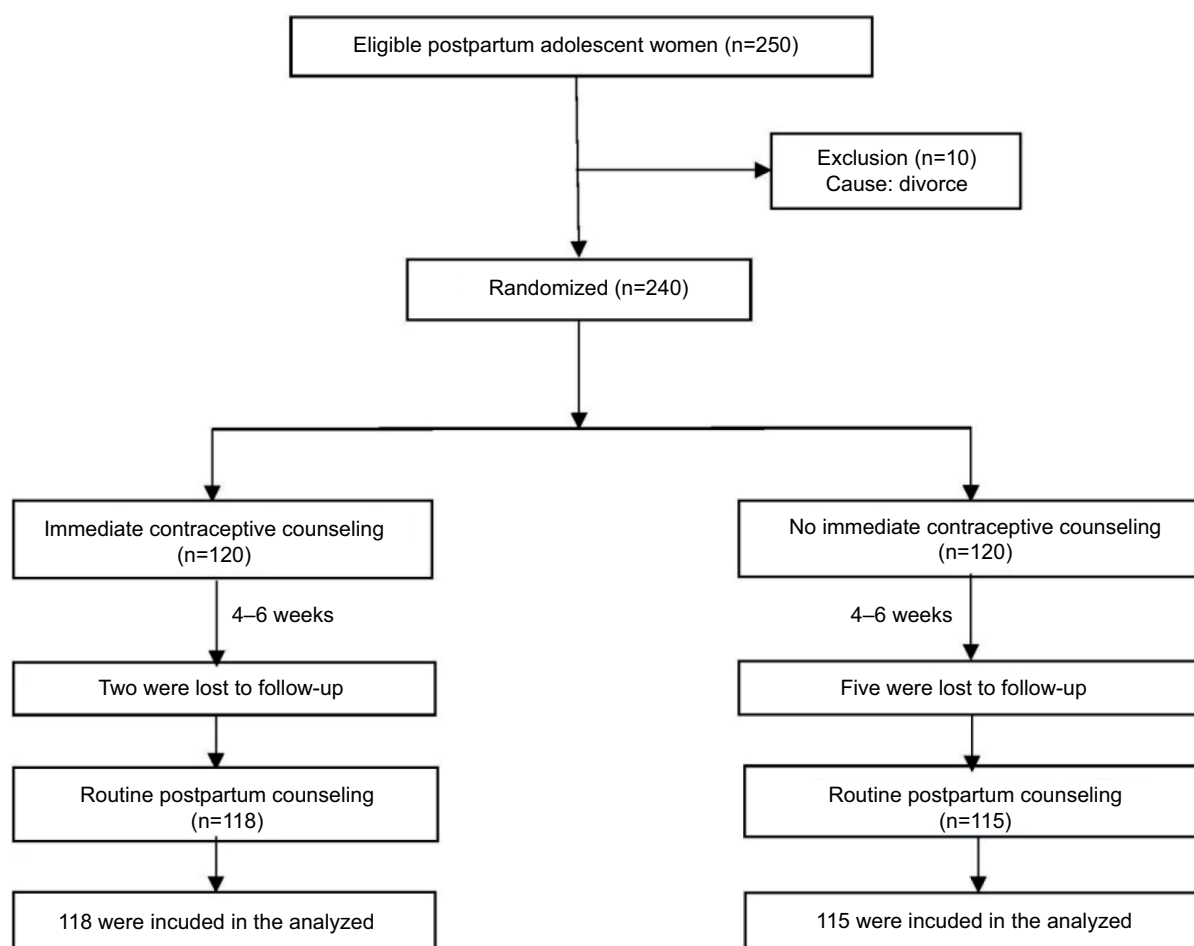 Eligible postpartum adolescent women (n=250)
Exclusion (n=10)
Cause: divorce
Randomized (n=240)
Immediate contraceptive counseling
(n=120)
No immediate contraceptive counseling
(n=120)
4–6 weeks
4–6 weeks
Two were lost to follow-up
Five were lost to follow-up
Routine postpartum counseling
(n=118)
Routine postpartum counseling
(n=115)
118 were incuded in the analyzed
115 were incuded in the analyzed